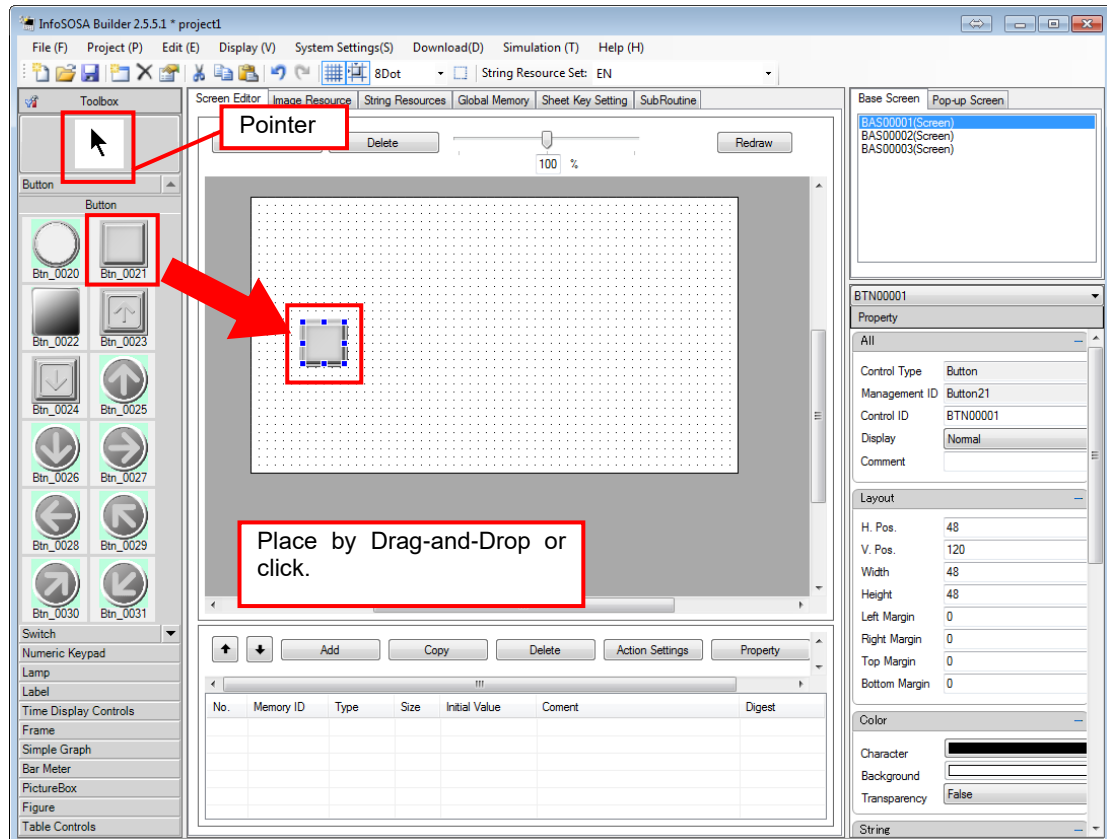 InfoSOSA Builder 2.5.5.1 * project1
File (F) Project (P) Edit (E) Display (V) System Settings(S) Download(D) Simulation (T) Help (H)
8Dot String Resource Set: EN
Toolbox
Pointer
Button
Button
Btn_0020 Btn_0021
Btn_0022 Btn_0023
Btn_0024 Btn_0025
Btn_0026 Btn_0027
Btn_0028 Btn_0029
Btn_0030 Btn_0031
Switch
Numeric Keypad
Lamp
Label
Time Display Controls
Frame
Simple Graph
Bar Meter
PictureBox
Figure
Table Controls
Screen Editor Image Resource String Resources Global Memory Sheet Key Setting SubRoutine
Delete
100 %
Redraw
Place by Drag-and-Drop or
click.
Add Copy Delete Action Settings Property
No. Memory ID Type Size Initial Value Coment Digest
Base Screen Pop-up Screen
BAS00001(Screen)
BAS00002(Screen)
BAS00003(Screen)
BTN00001
Property
All
Control Type Button
Management ID Button21
Control ID BTN00001
Display Normal
Comment
Layout
H. Pos. 48
V. Pos. 120
Width 48
Height 48
Left Margin 0
Right Margin 0
Top Margin 0
Bottom Margin 0
Color
Character
Background
Transparency False
String